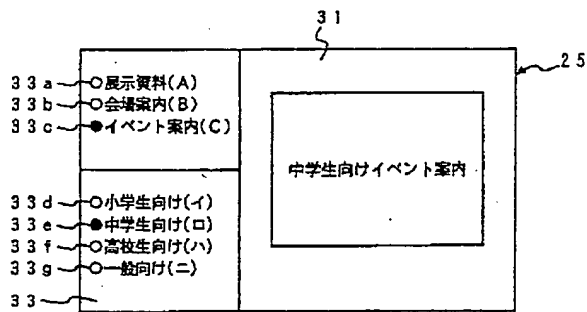 31
25
33a ○展示資料(A)
33b ○会場案内(B)
33c ●イベント案内(C)
中学生向けイベント案内
33d ○小学生向け(イ)
33e ●中学生向け(ロ)
33f ○高校生向け(ハ)
33g ○一般向け(ニ)
33